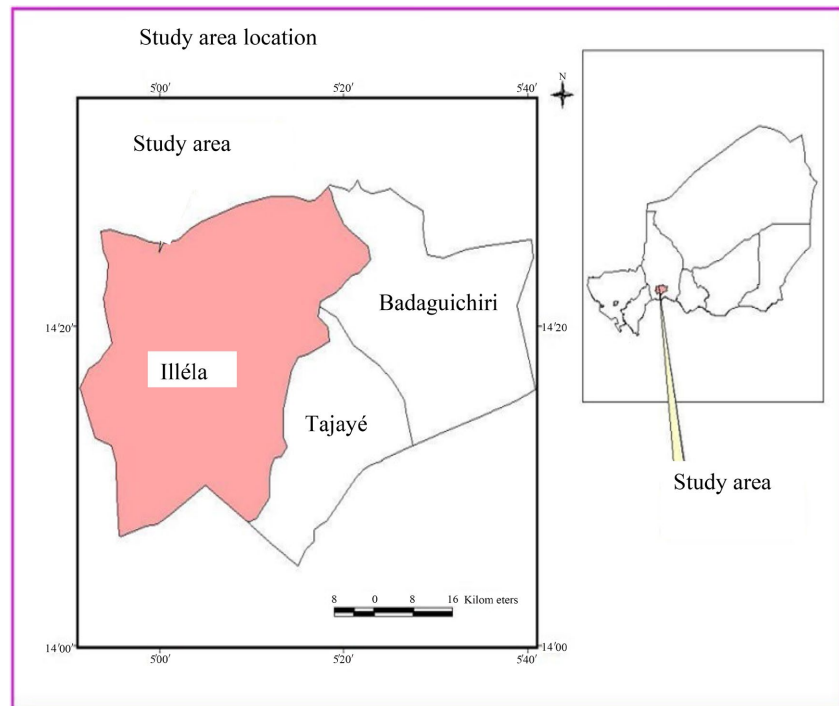 Study area location
5'00' 5'20' 5'40'
N
Study area
Badaguichiri
14'20' 14'20
Illéla
Tajayé
Study area
8 0 8 16 Kilom eters
14'00' 14'00
5'00' 5'20' 5'40'